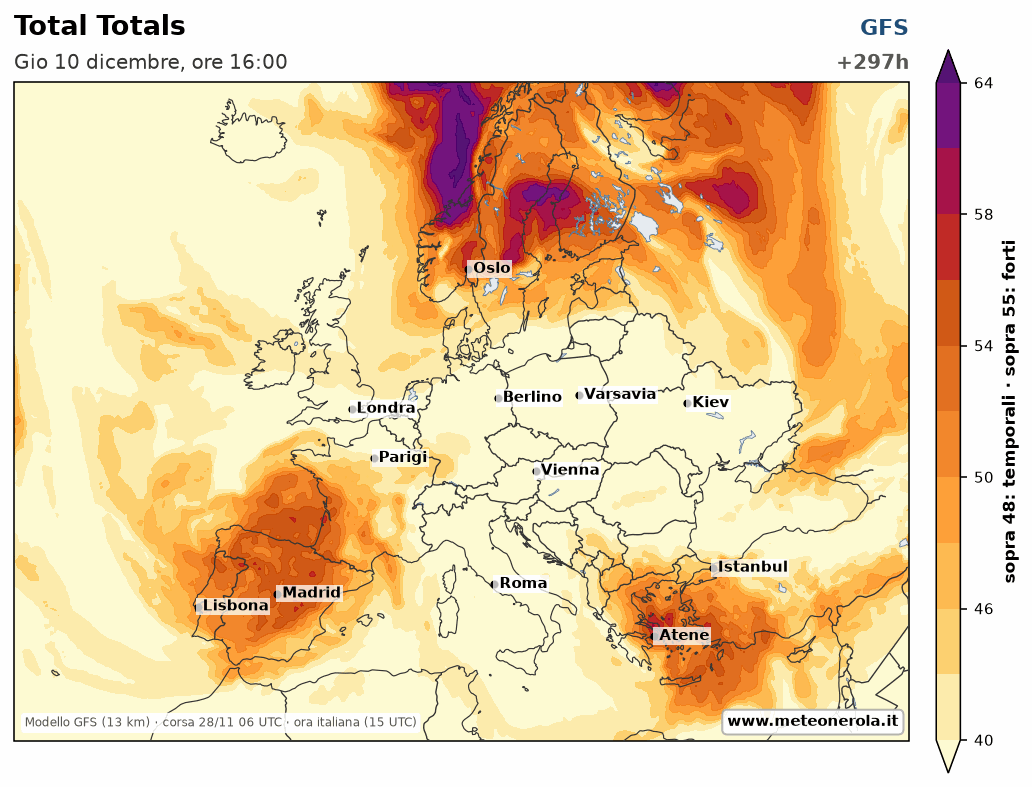 Total Totals
GFS
Gio 10 dicembre, ore 16:00
+297h
64
58
54
50
46
40
sopra 48: temporali · sopra 55: forti
Oslo
Londra
Berlino
Varsavia
Kiev
Parigi
Vienna
Istanbul
Roma
Madrid
Lisbona
Atene
Modello GFS (13 km) · corsa 28/11 06 UTC · ora italiana (15 UTC)
www.meteonerola.it